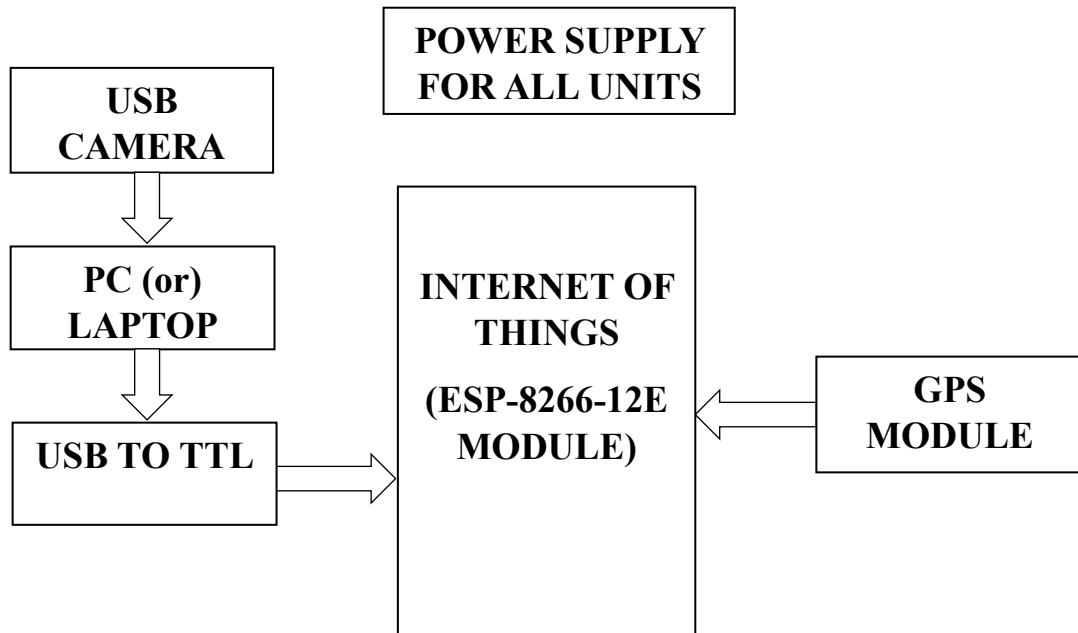 POWER SUPPLY
FOR ALL UNITS
USB
CAMERA
PC (or)
LAPTOP
USB TO TTL
INTERNET OF
THINGS
(ESP-8266-12E
MODULE)
GPS
MODULE